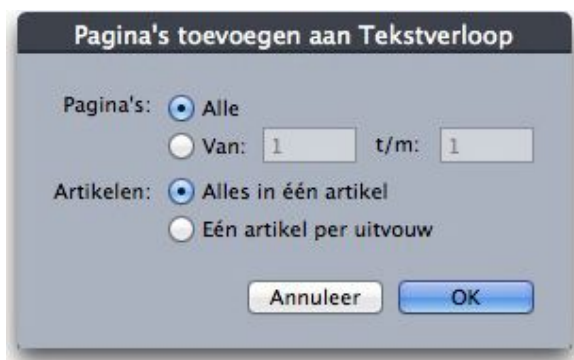 Pagina's toevoegen aan Tekstverloop
Pagina's: Alle
Van: 1 t/m: 1
Artikelen: Alles in één artikel
Eén artikel per uitvouw
Annuleer OK